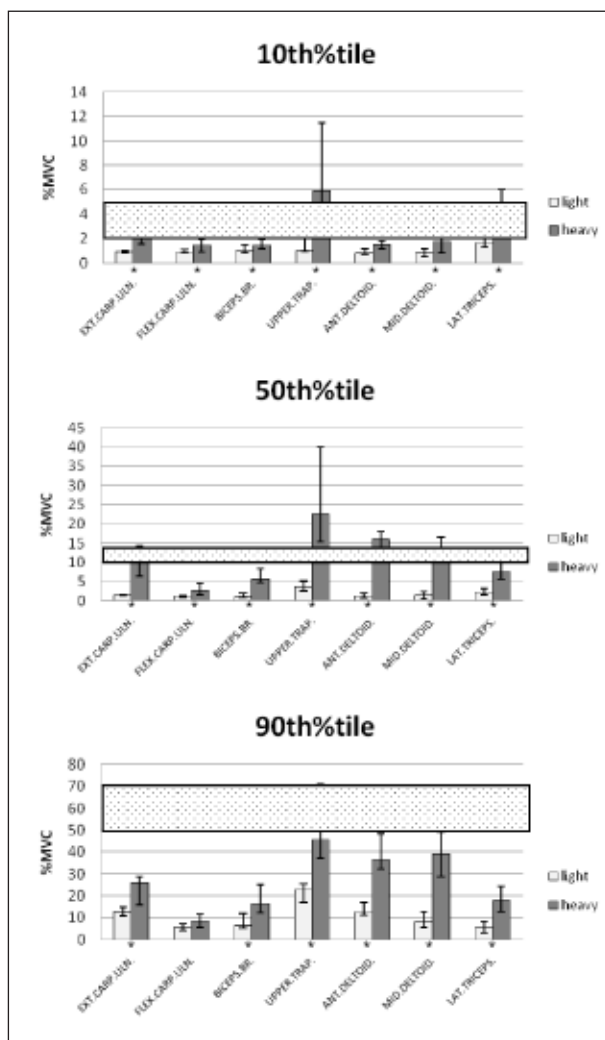 10th%tile
14
12
10
8
6
4
2
0
%MVC
light
heavy
* * * * * * *
EXT.CARP.ULN.
FLEX.CARP.ULN.
BICEPS.BR.
UPPER.TRAP.
ANT.DELTOID.
MID.DELTOID.
LAT.TRICEPS.
50th%tile
45
40
35
30
25
20
15
10
5
0
%MVC
light
heavy
* * * * * * *
EXT.CARP.ULN.
FLEX.CARP.ULN.
BICEPS.BR
UPPER.TRAP.
ANT.DELTOID.
MID.DELTOID.
LAT.TRICEPS.
90th%tile
80
70
60
50
40
30
20
10
0
%MVC
light
heavy
* * * * * * *
EXT.CARP.ULN.
FLEX.CARP.ULN.
BICEPS.BR.
UPPER.TRAP.
ANT.DELTOID.
MID.DELTOID.
LAT.TRICEPS.